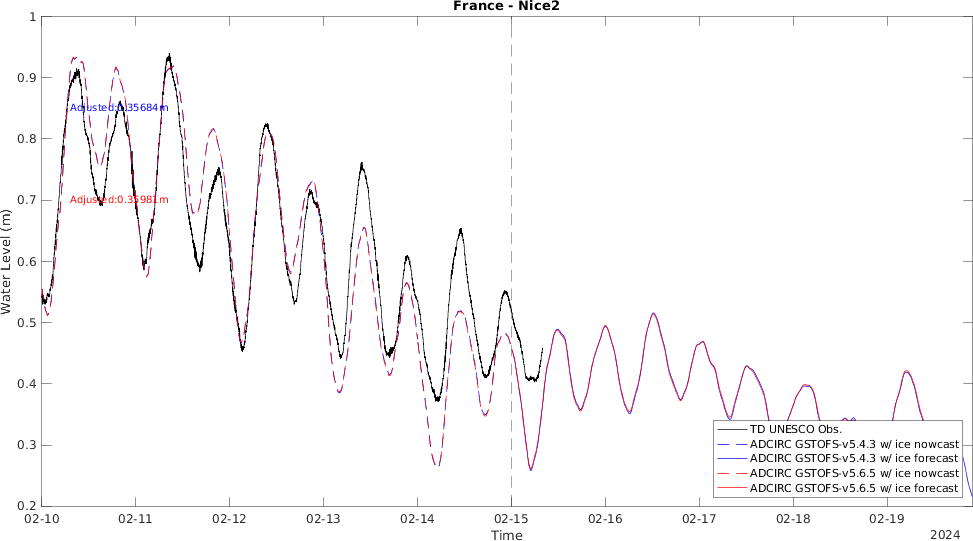 France - Nice2
1
0.9
0.8
0.7
0.6
0.5
0.4
0.3
0.2
Water Level (m)
Adjusted:0.35684m
Adjusted:0.35981m
TD UNESCO Obs.
ADCIRC GSTOFS-v5.4.3 w/ ice nowcast
ADCIRC GSTOFS-v5.4.3 w/ ice forecast
ADCIRC GSTOFS-v5.6.5 w/ ice nowcast
ADCIRC GSTOFS-v5.6.5 w/ ice forecast
02-10 02-11 02-12 02-13 02-14 02-15 02-16 02-17 02-18 02-19
Time
2024